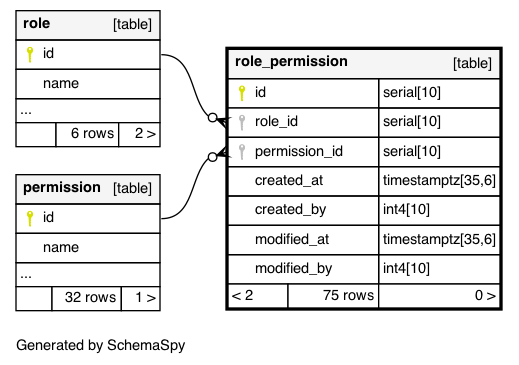 role [table]
id
name
...
6 rows 2 >
permission [table]
id
name
...
32 rows 1 >
role_permission [table]
id serial[10]
role_id serial[10]
permission_id serial[10]
created_at timestamptz[35,6]
created_by int4[10]
modified_at timestamptz[35,6]
modified_by int4[10]
< 2 75 rows 0 >
Generated by SchemaSpy